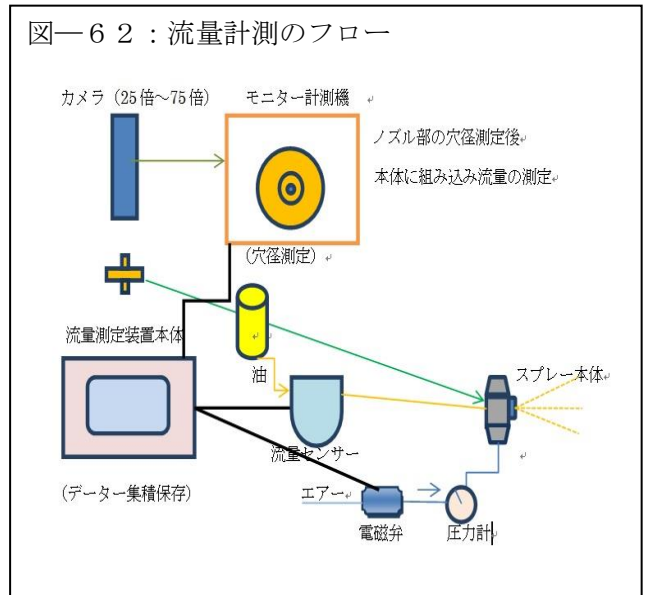 図―６２：流量計測のフロー
カメラ（25倍～75倍）
モニター計測機
ノズル部の穴径測定後
本体に組み込み流量の測定
(穴径測定）
流量測定装置本体
油
スプレー本体
流量センサー
(データー集積保存）
エアー
電磁弁
圧力計